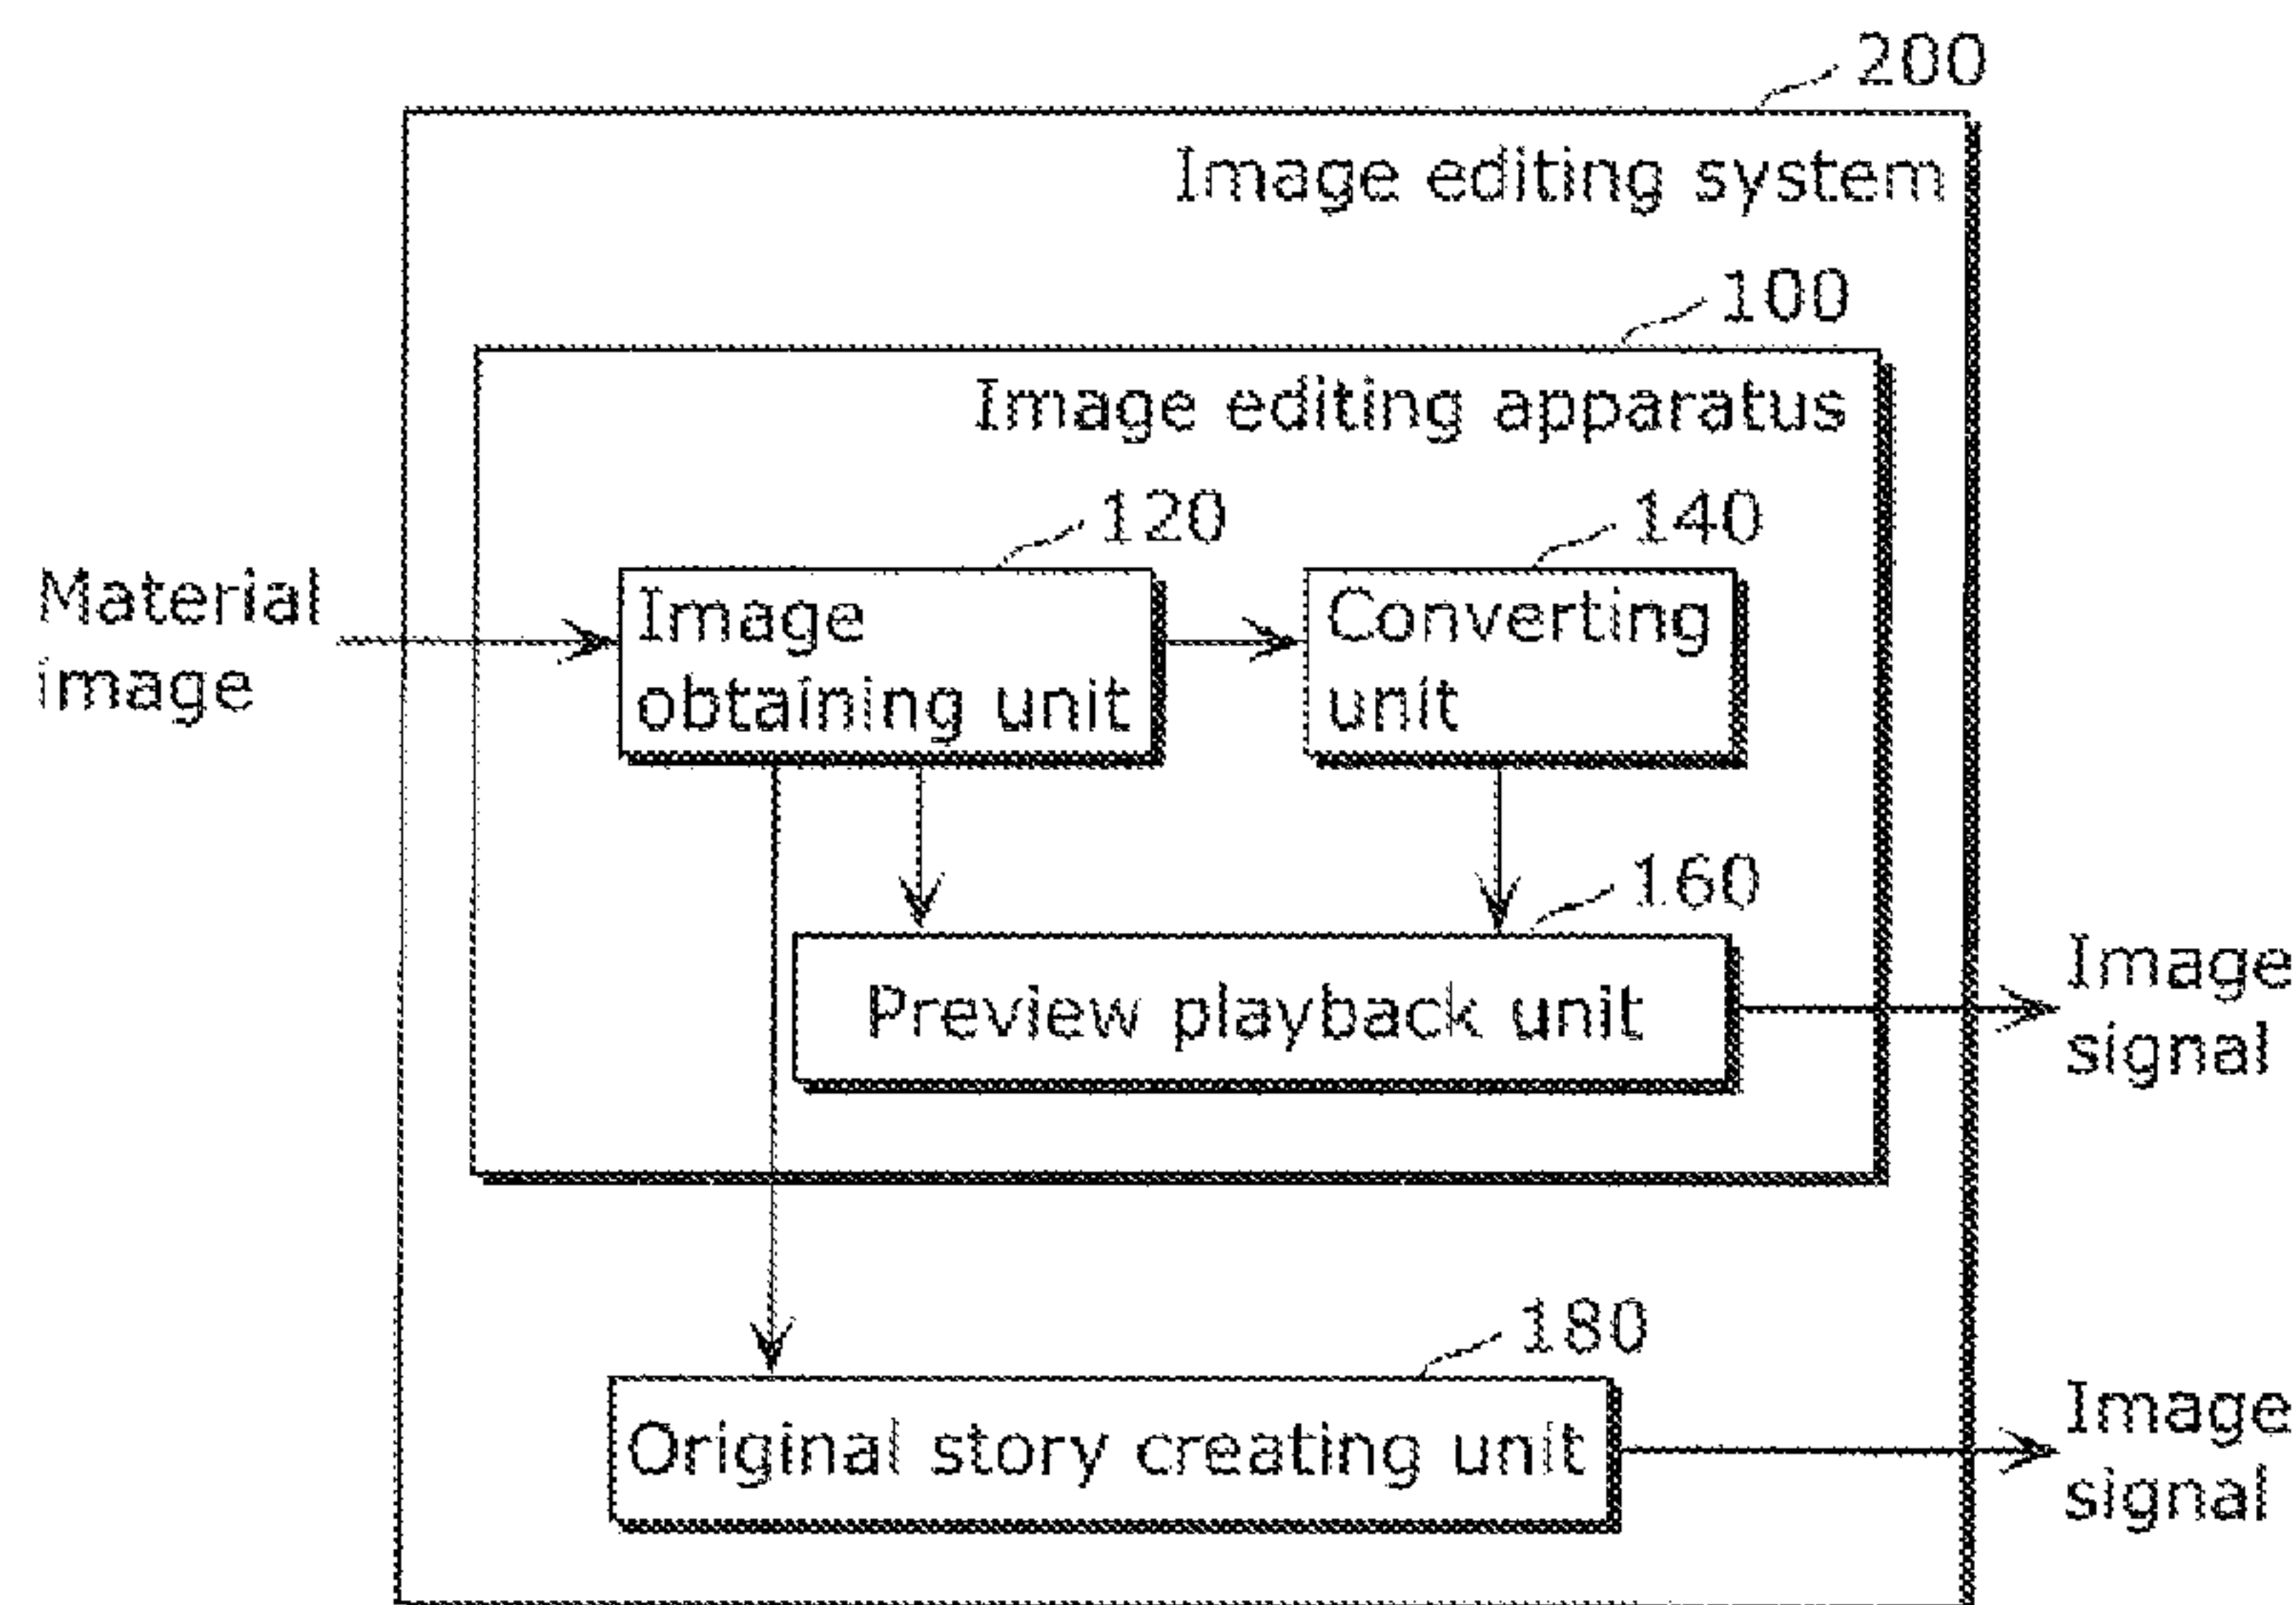 200
Image editing system
100
Image editing apparatus
120
140
Material
image
Image
obtaining unit
Converting
unit
160
Preview playback unit
Image
signal
180
Original story creating unit
Image
signal